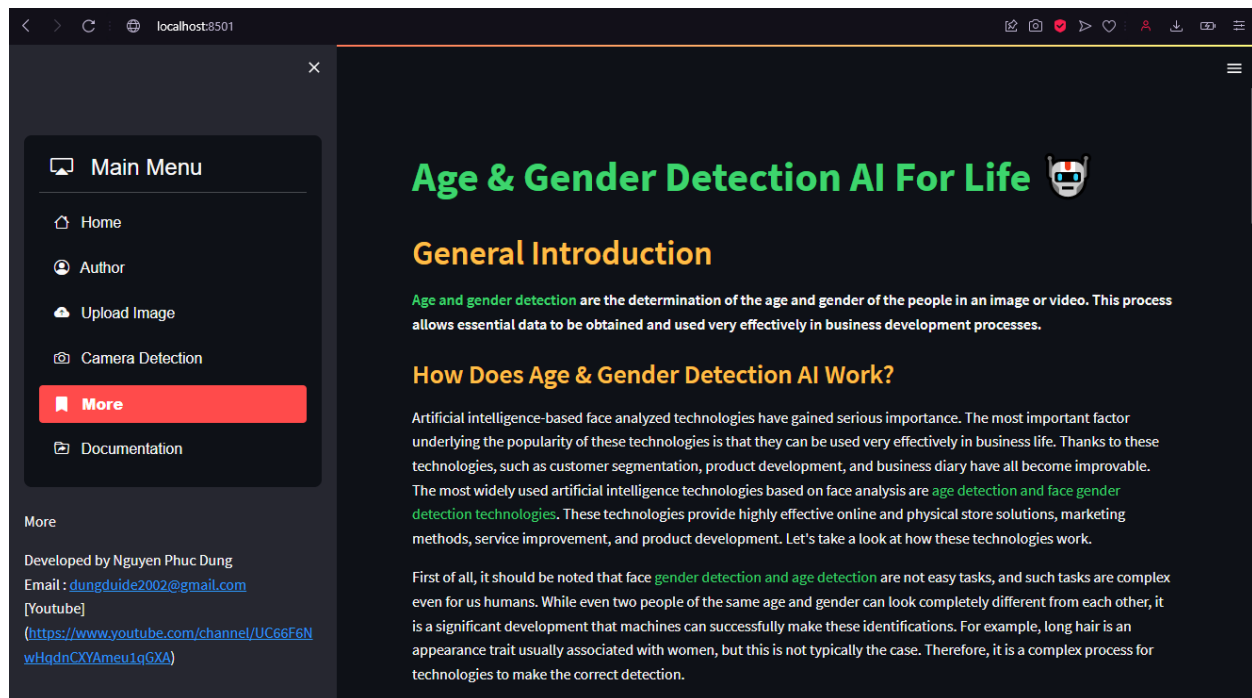 localhost:8501
Main Menu
Home
Author
Upload Image
Camera Detection
More
Documentation
More
Developed by Nguyen Phuc Dung
Email : dungduide2002@gmail.com
[Youtube]
(https://www.youtube.com/channel/UC66F6N
wHqdnCXYAmeu1qGXA)
Age & Gender Detection AI For Life
General Introduction
Age and gender detection are the determination of the age and gender of the people in an image or video. This process
allows essential data to be obtained and used very effectively in business development processes.
How Does Age & Gender Detection AI Work?
Artificial intelligence-based face analyzed technologies have gained serious importance. The most important factor
underlying the popularity of these technologies is that they can be used very effectively in business life. Thanks to these
technologies, such as customer segmentation, product development, and business diary have all become improvable.
The most widely used artificial intelligence technologies based on face analysis are age detection and face gender
detection technologies. These technologies provide highly effective online and physical store solutions, marketing
methods, service improvement, and product development. Let's take a look at how these technologies work.
First of all, it should be noted that face gender detection and age detection are not easy tasks, and such tasks are complex
even for us humans. While even two people of the same age and gender can look completely different from each other, it
is a significant development that machines can successfully make these identifications. For example, long hair is an
appearance trait usually associated with women, but this is not typically the case. Therefore, it is a complex process for
technologies to make the correct detection.